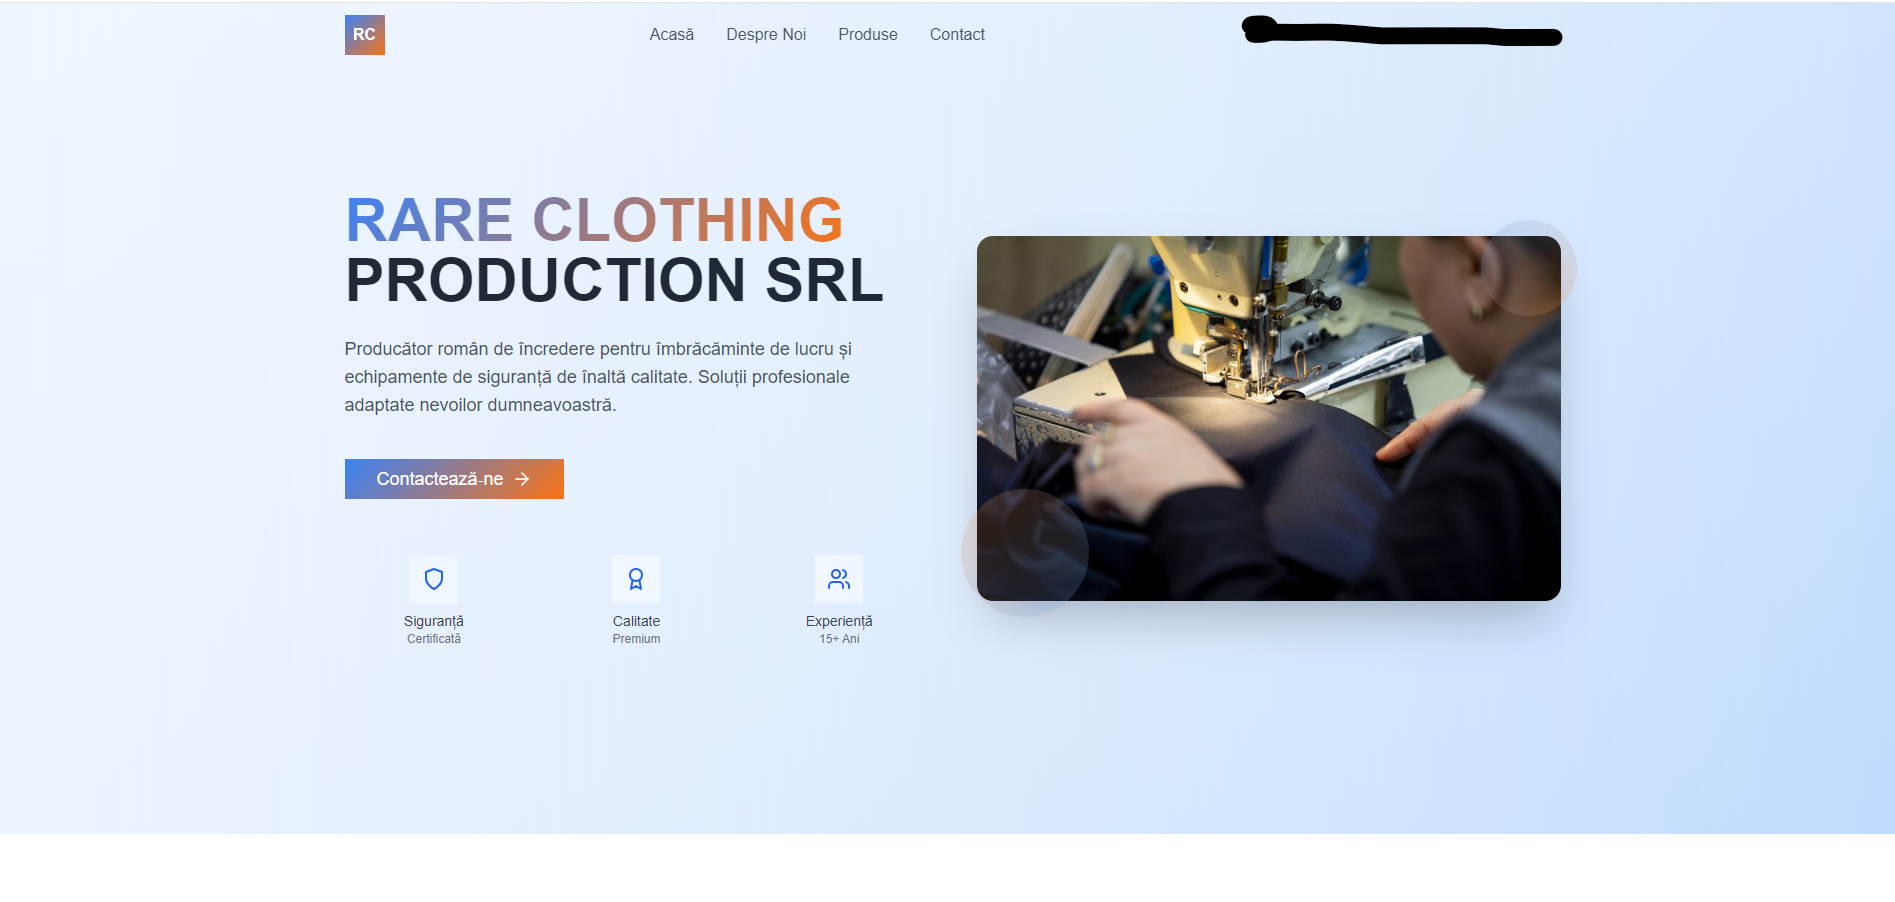 RC
Acasă
Despre Noi
Produse
Contact
RARE CLOTHING
PRODUCTION SRL
Producător român de încredere pentru îmbrăcăminte de lucru și
echipamente de siguranță de înaltă calitate. Soluții profesionale
adaptate nevoilor dumneavoastră.
Contactează-ne
Siguranță
Certificată
Calitate
Premium
Experiență
15+ Ani